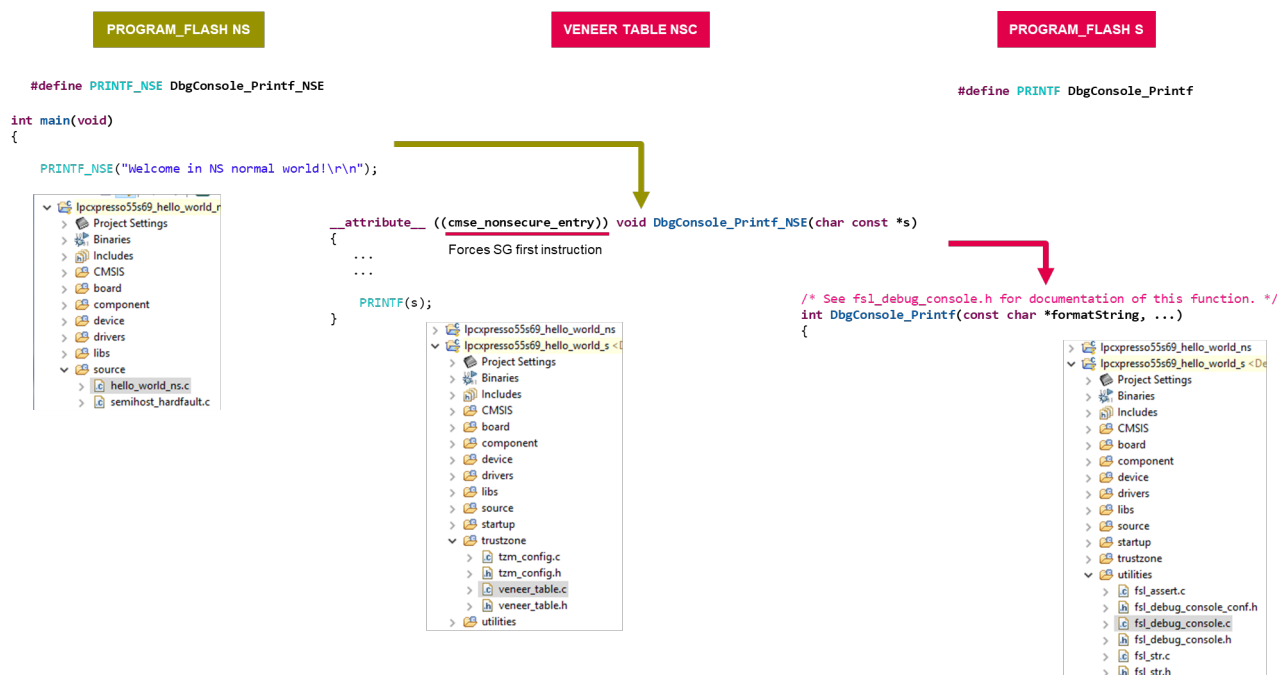 PROGRAM_FLASH NS
VENEER TABLE NSC
PROGRAM_FLASH S
#define PRINTF_NSE DbgConsole_Printf_NSE
#define PRINTF DbgConsole_Printf
int main(void)
{
PRINTF_NSE("Welcome in NS normal world!\r\n");
lpcxpresso55s69_hello_world_n
Project Settings
Binaries
Includes
CMSIS
board
component
device
drivers
libs
source
hello_world_ns.c
semihost_hardfault.c
__attribute__ ((cmse_nonsecure_entry)) void DbgConsole_Printf_NSE(char const *s)
{
Forces SG first instruction
...
...
PRINTF(s);
}
lpcxpresso55s69_hello_world_ns
lpcxpresso55s69_hello_world_s <D
Project Settings
Binaries
Includes
CMSIS
board
component
device
drivers
libs
source
startup
trustzone
tzm_config.c
tzm_config.h
veneer_table.c
veneer_table.h
utilities
/* See fsl_debug_console.h for documentation of this function. */
int DbgConsole_Printf(const char *formatString, ...)
{
lpcxpresso55s69_hello_world_ns
lpcxpresso55s69_hello_world_s <De
Project Settings
Binaries
Includes
CMSIS
board
component
device
drivers
libs
source
startup
trustzone
utilities
fsl_assert.c
fsl_debug_console_conf.h
fsl_debug_console.c
fsl_debug_console.h
fsl_str.c
fsl_str.h